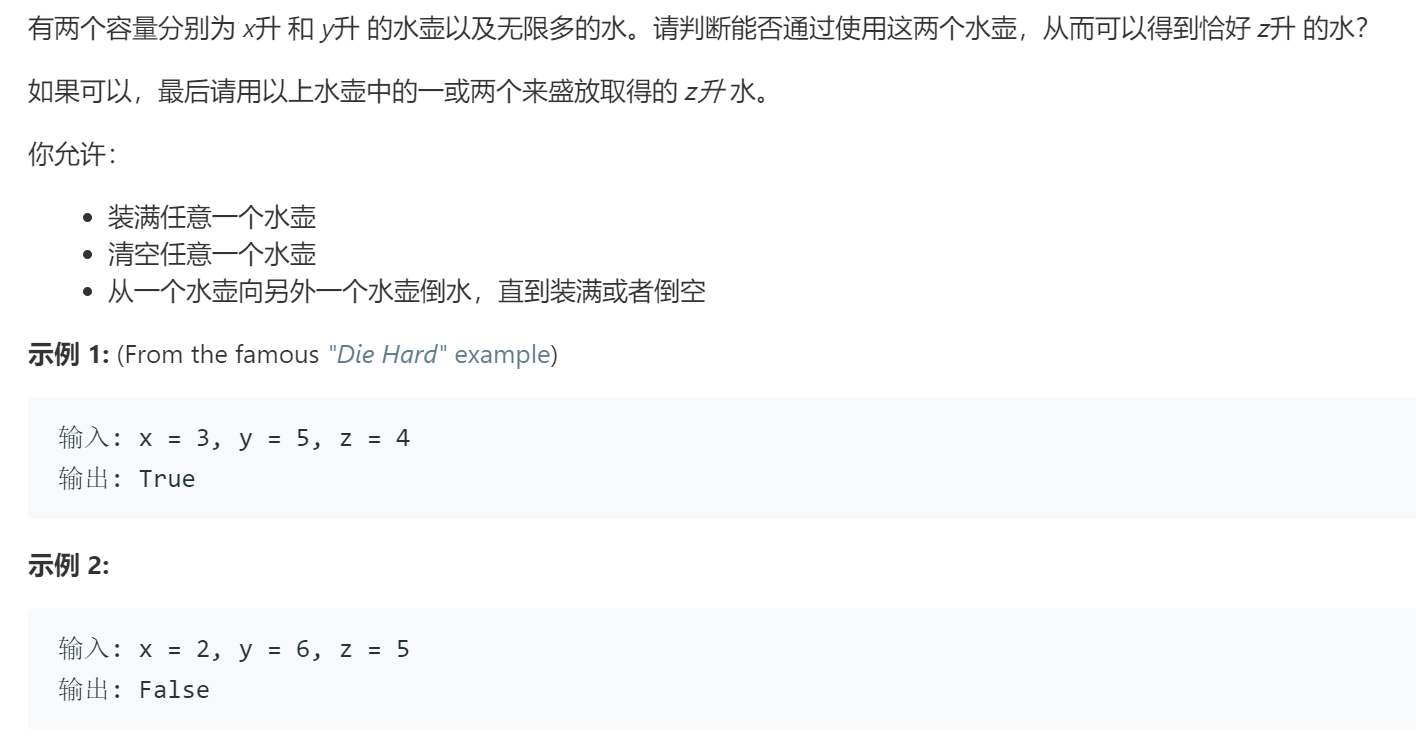 有两个容量分别为 x升 和 y升 的水壶以及无限多的水。请判断能否通过使用这两个水壶，从而可以得到恰好 z升 的水？
如果可以，最后请用以上水壶中的一或两个来盛放取得的 z升 水。
你允许：
• 装满任意一个水壶
• 清空任意一个水壶
• 从一个水壶向另外一个水壶倒水，直到装满或者倒空
示例 1: (From the famous "Die Hard" example)
输入: x = 3, y = 5, z = 4
输出: True
示例 2:
输入: x = 2, y = 6, z = 5
输出: False